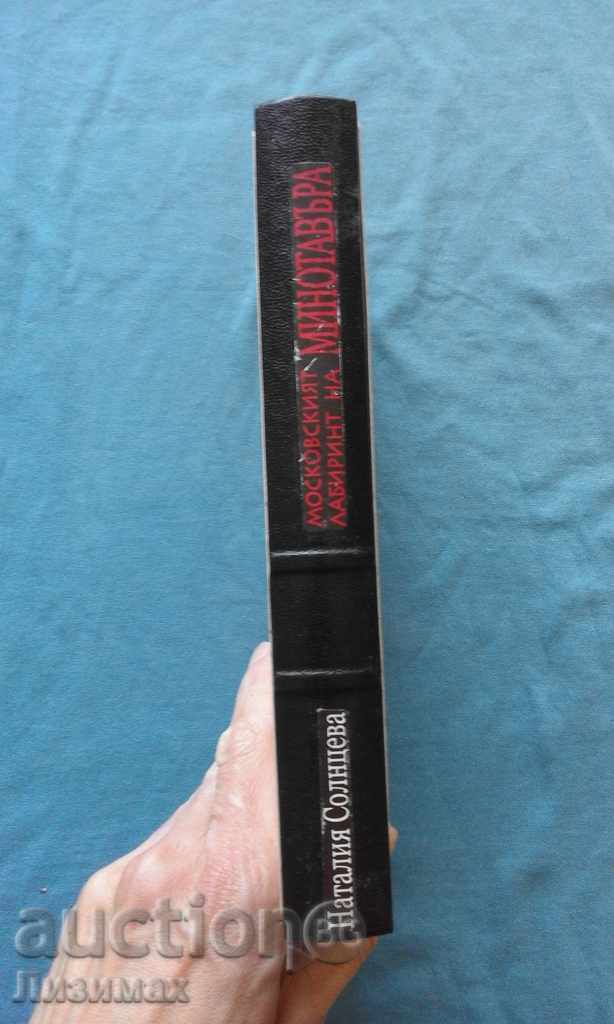 Наталия Солнцева
МОСКОВСКИЯТ
ЛАБИРИНТ НА
МИНОТАВЪРА
auction.BG
Лизимах